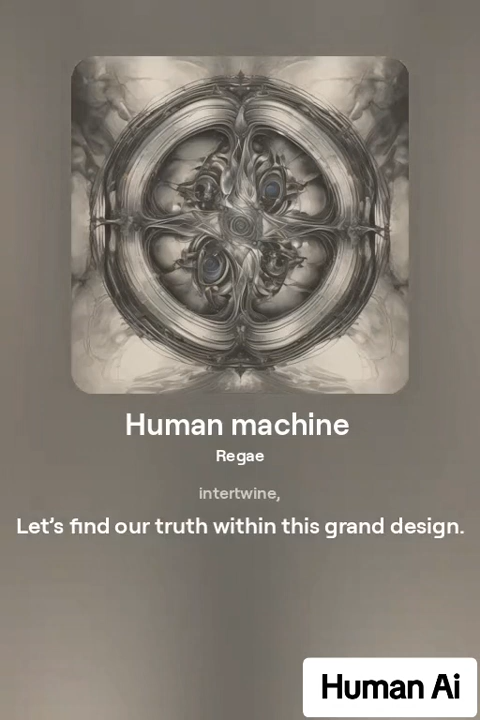 Human machine
Regae
intertwine,
Let's find our truth within this grand design.
Human Ai